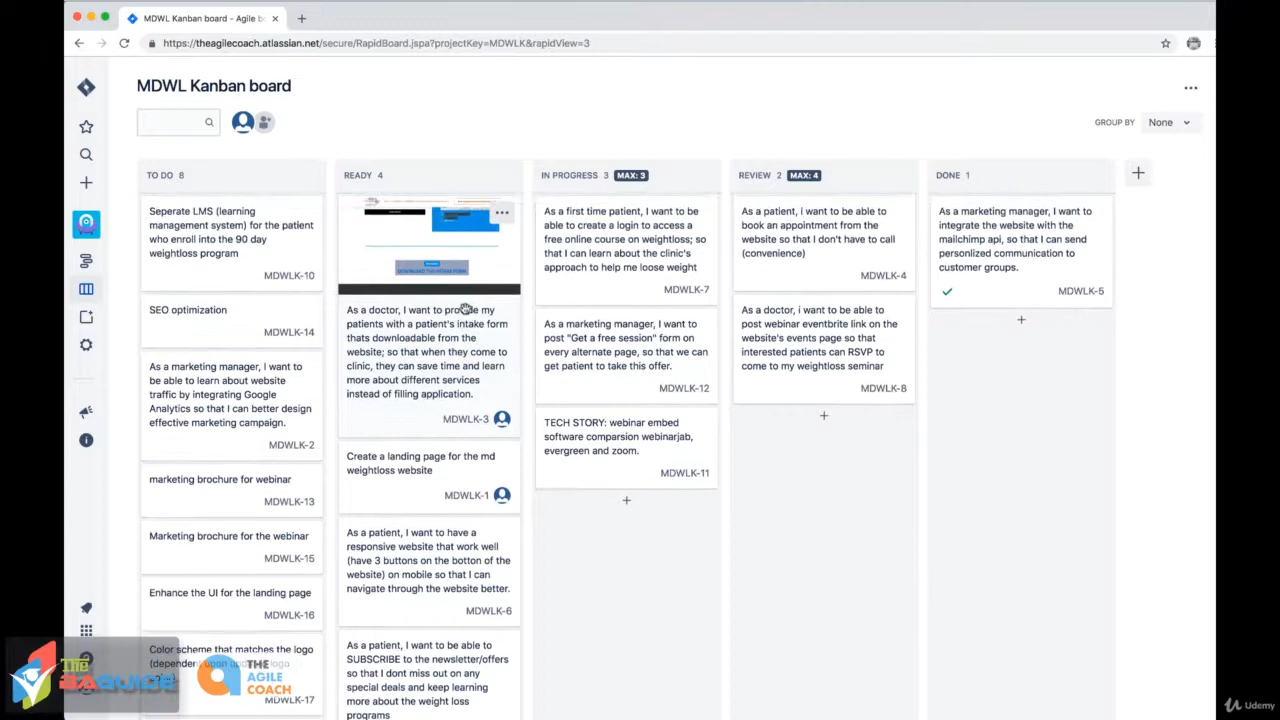 MDWL Kanban board - Agile bo
https://theagilecoach.atlassian.net/secure/RapidBoard.jspa?projectKey=MDWLK&rapidView=3
MDWL Kanban board
GROUP BY None
TO DO 8
Seperate LMS (learning
management system) for the patient
who enroll into the 90 day
weightloss program
MDWLK-10
SEO optimization
MDWLK-14
As a marketing manager, I want to
be able to learn about website
traffic by integrating Google
Analytics so that I can better design
effective marketing campaign.
MDWLK-2
marketing brochure for webinar
MDWLK-13
Marketing brochure for the webinar
MDWLK-15
Enhance the UI for the landing page
MDWLK-16
Color scheme that matches the logo
(dependent upon logo
MDWLK-17
READY 4
As a doctor, I want to provide my
patients with a patient's intake form
thats downloadable from the
website; so that when they come to
clinic, they can save time and learn
more about different services
instead of filling application.
MDWLK-3
Create a landing page for the md
weightloss website
MDWLK-1
As a patient, I want to have a
responsive website that work well
(have 3 buttons on the botton of the
website) on mobile so that I can
navigate through the website better.
MDWLK-6
As a patient, I want to be able to
SUBSCRIBE to the newsletter/offers
so that I dont miss out on any
special deals and keep learning
more about the weight loss
programs
IN PROGRESS 3 MAX: 3
As a first time patient, I want to be
able to create a login to access a
free online course on weightloss; so
that I can learn about the clinic's
approach to help me loose weight
MDWLK-7
As a marketing manager, I want to
post "Get a free session" form on
every alternate page, so that we can
get patient to take this offer.
MDWLK-12
TECH STORY: webinar embed
software comparsion webinarjab,
evergreen and zoom.
MDWLK-11
REVIEW 2 MAX: 4
As a patient, i want to be able to
book an appointment from the
website so that I don't have to call
(convenience)
MDWLK-4
As a doctor, i want to be able to
post webinar eventbrite link on the
website's events page so that
interested patients can RSVP to
come to my weightloss seminar
MDWLK-8
DONE 1
As a marketing manager, I want to
integrate the website with the
mailchimp api, so that I can send
personlized communication to
customer groups.
MDWLK-5
The
BAGUIDE
THE
AGILE
COACH
Udemy